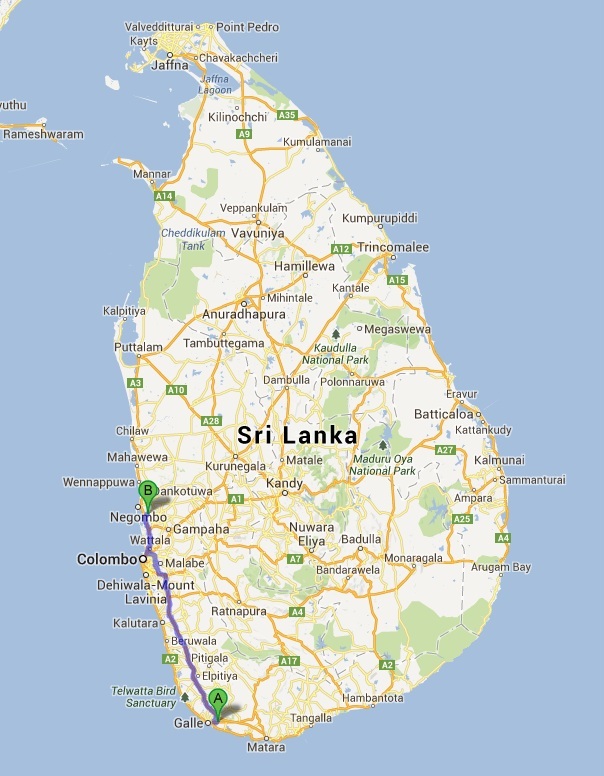 Valvedditturai
Point Pedro
Kayts
Jaffna
Chavakachcheri
Jaffna
Lagoon
Kilinochchi
A35
vuthu
Rameshwaram
A9
Kumulamanai
Mannar
A14
Veppankulam
Kumpurupiddi
Cheddikulam
Tank
Vavuniya
A12
Trincomalee
Hamillewa
A15
Kantale
Mihintale
Kalpitiya
Anuradhapura
Megaswewa
Puttalam
Tambuttegama
Kaudulla
National Park
Dambulla
Polonnaruwa
A3
A10
Eravur
A28
Batticaloa
Chilaw
Sri Lanka
Kattankudy
A27
Mahawewa
Kurunegala
Matale
Maduru Oya
National Park
Kalmunai
Wennappuwa
B
Dankotuwa
Kandy
Sammanturai
A1
Ampara
Negombo
Gampaha
Nuwara
Eliya
A25
Wattala
Badulla
A4
Colombo
Malabe
A7
Monaragala
Bandarawela
Arugam Bay
Dehiwala-Mount
Lavinia
Ratnapura
A4
Kalutara
Beruwala
A2
Pitigala
A17
A2
Elpitiya
Telwatta Bird
Sanctuary
A
Hambantota
Galle
Tangalla
Matara